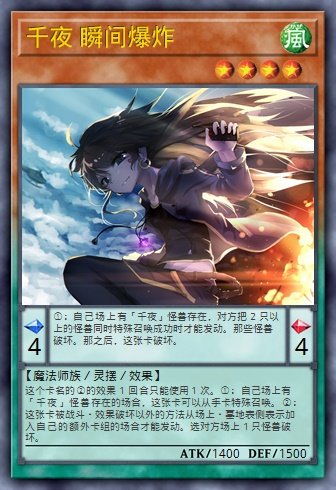 千夜 瞬间爆炸
風
①：自己场上有「千夜」怪兽存在，对方把２只以
上的怪兽同时特殊召唤成功时才能发动。那些怪兽
破坏。那之后，这张卡破坏。
4
4
【魔法师族／灵摆／效果】
这个卡名的②的效果１回合只能使用１次。①：自己场上有
「千夜」怪兽存在的场合，这张卡可以从手卡特殊召唤。②：
这张卡被战斗·效果破坏以外的方法从场上·墓地表侧表示加
入自己的额外卡组的场合才能发动。选对方场上１只怪兽破
坏。
ATK/1400 DEF/1500